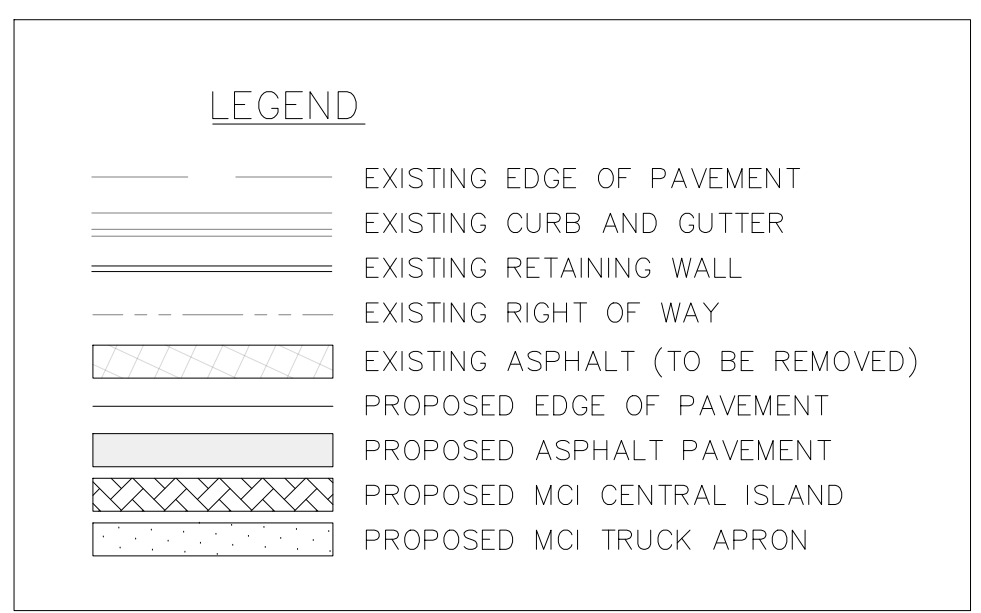 LEGEND
EXISTING EDGE OF PAVEMENT
EXISTING CURB AND GUTTER
EXISTING RETAINING WALL
EXISTING RIGHT OF WAY
EXISTING ASPHALT (TO BE REMOVED)
PROPOSED EDGE OF PAVEMENT
PROPOSED ASPHALT PAVEMENT
PROPOSED MCI CENTRAL ISLAND
PROPOSED MCI TRUCK APRON